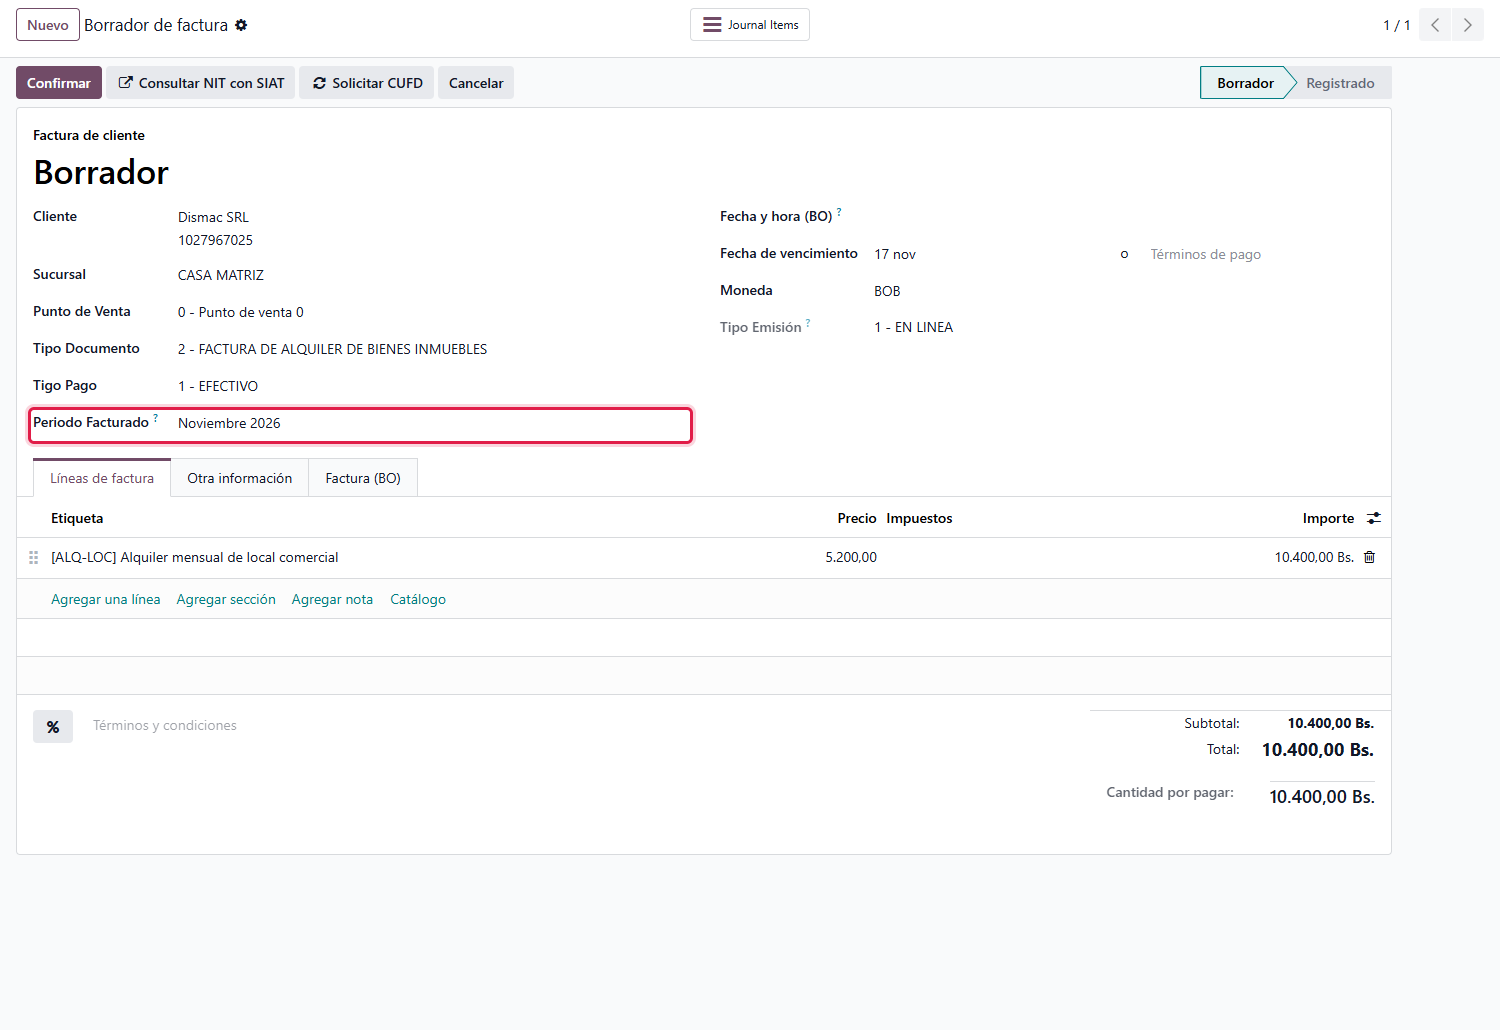 Nuevo Borrador de factura
Journal Items
1 / 1
Confirmar
Consultar NIT con SIAT
Solicitar CUFD
Cancelar
Borrador
Registrado
Factura de cliente
Borrador
Cliente
Dismac SRL
1027967025
Sucursal
CASA MATRIZ
Punto de Venta
0 - Punto de venta 0
Tipo Documento
2 - FACTURA DE ALQUILER DE BIENES INMUEBLES
Tigo Pago
1 - EFECTIVO
Periodo Facturado ?
Noviembre 2026
Fecha y hora (BO) ?
Fecha de vencimiento
17 nov
o
Términos de pago
Moneda
BOB
Tipo Emisión ?
1 - EN LINEA
Líneas de factura
Otra información
Factura (BO)
Etiqueta
Precio
Impuestos
Importe
[ALQ-LOC] Alquiler mensual de local comercial
5.200,00
10.400,00 Bs.
Agregar una línea
Agregar sección
Agregar nota
Catálogo
%
Términos y condiciones
Subtotal:
10.400,00 Bs.
Total:
10.400,00 Bs.
Cantidad por pagar:
10.400,00 Bs.